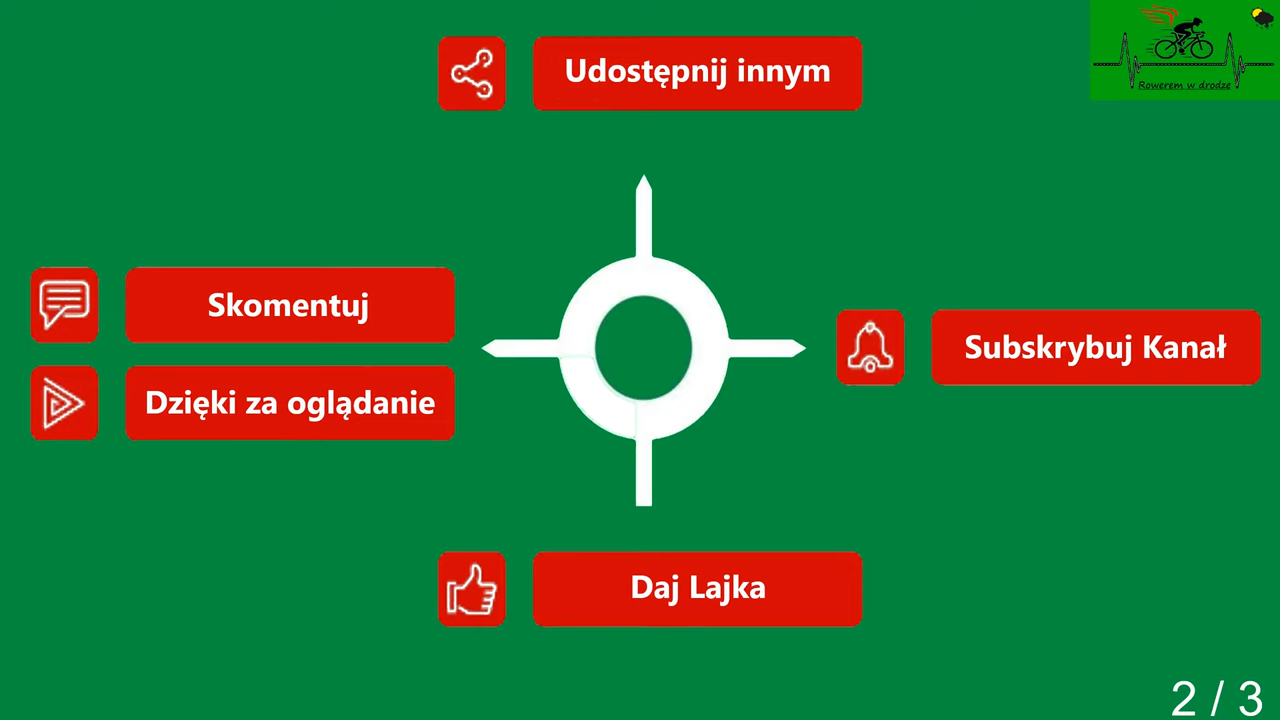 Udostępnij innym
Rowerem w drodze
Skomentuj
Subskrybuj Kanał
Dzięki za oglądanie
Daj Lajka
2 / 3